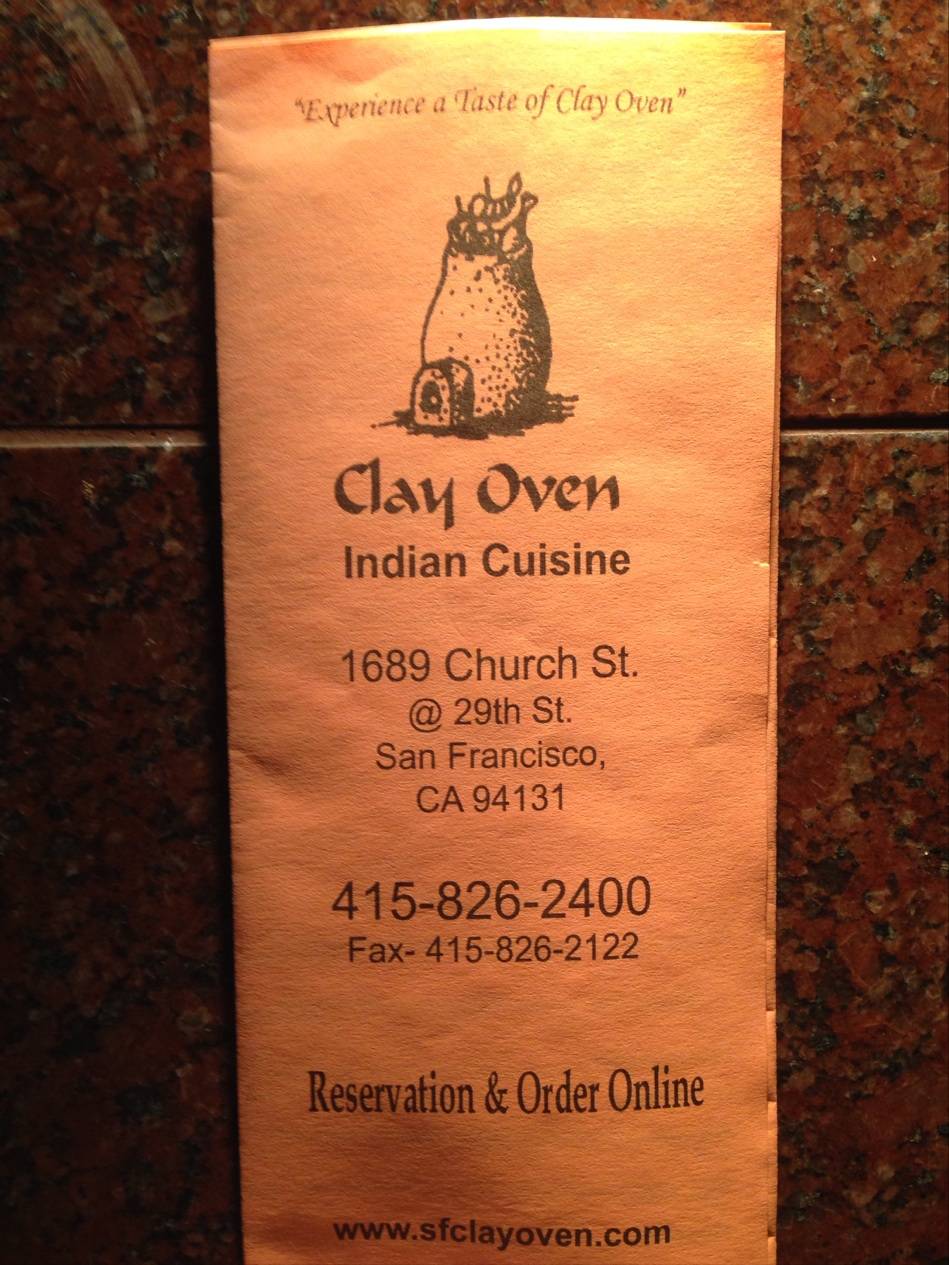 "Experience a Taste of Clay Oven"
Clay Oven
Indian Cuisine
1689 Church St.
@ 29th St.
San Francisco,
CA 94131
415-826-2400
Fax- 415-826-2122
Reservation & Order Online
www.sfclayoven.com